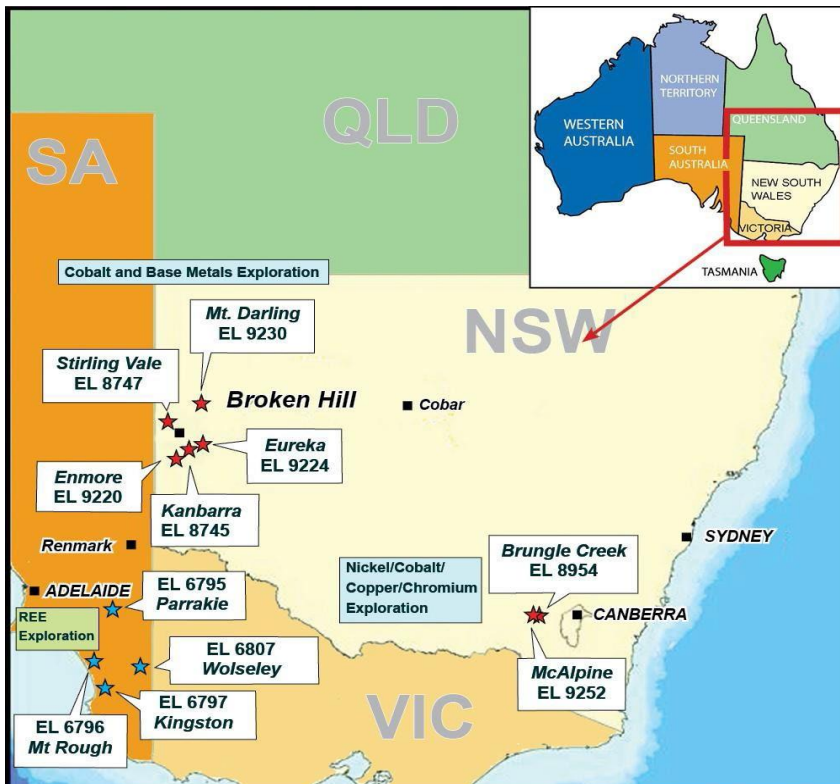 SA
QLD
NSW
VIC
NORTHERN
TERRITORY
WESTERN
AUSTRALIA
QUEENSLAND
SOUTH
AUSTRALIA
NEW SOUTH
WALES
VICTORIA
TASMANIA
Cobalt and Base Metals Exploration
Mt. Darling
EL 9230
Stirling Vale
EL 8747
Broken Hill
Cobar
Eureka
EL 9224
Enmore
EL 9220
Kanbarra
EL 8745
Renmark
ADELAIDE
Nickel/Cobalt/
Copper/Chromium
Exploration
Brungle Creek
EL 8954
SYDNEY
CANBERRA
McAlpine
EL 9252
REE
Exploration
EL 6795
Parrakie
EL 6807
Wolseley
EL 6797
Kingston
EL 6796
Mt Rough